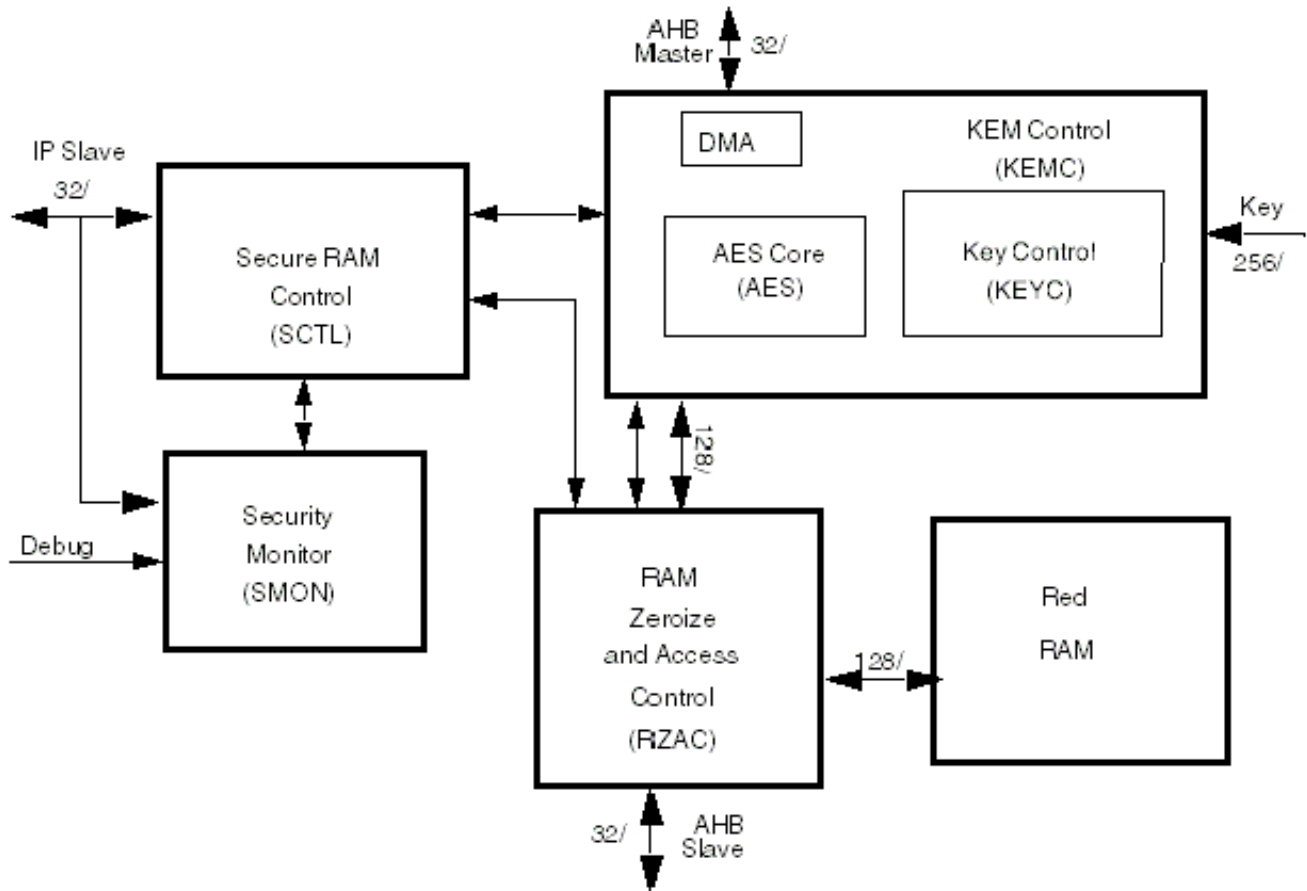 AHB
Master
32/
DMA
KEM Control
(KEMC)
IP Slave
32/
Key
256/
Secure RAM
Control
(SCTL)
AES Core
(AES)
Key Control
(KEYC)
128/
Security
Monitor
(SMON)
Debug
RAM
Zeroize
and Access
Control
(RZAC)
128/
Red
RAM
32/
AHB
Slave